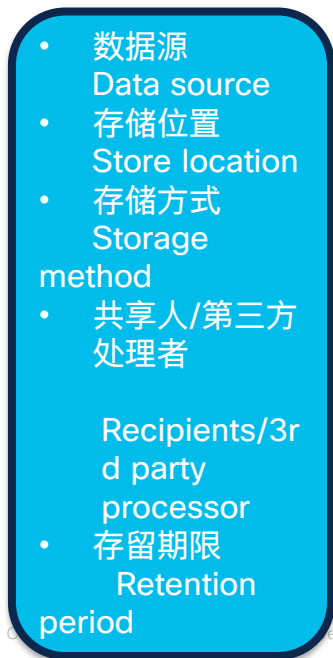 • 数据源
Data source
• 存储位置
Store location
• 存储方式
Storage
method
• 共享人/第三方
处理者
Recipients/3r
d party
processor
• 存留期限
Retention
period